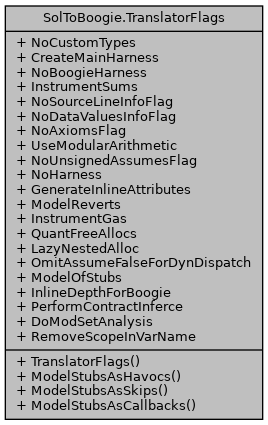 SolToBoogie.TranslatorFlags
+ NoCustomTypes
+ CreateMainHarness
+ NoBoogieHarness
+ InstrumentSums
+ NoSourceLineInfoFlag
+ NoDataValuesInfoFlag
+ NoAxiomsFlag
+ UseModularArithmetic
+ NoUnsignedAssumesFlag
+ NoHarness
+ GenerateInlineAttributes
+ ModelReverts
+ InstrumentGas
+ QuantFreeAllocs
+ LazyNestedAlloc
+ OmitAssumeFalseForDynDispatch
+ ModelOfStubs
+ InlineDepthForBoogie
+ PerformContractInferce
+ DoModSetAnalysis
+ RemoveScopeInVarName
+ TranslatorFlags()
+ ModelStubsAsHavocs()
+ ModelStubsAsSkips()
+ ModelStubsAsCallbacks()